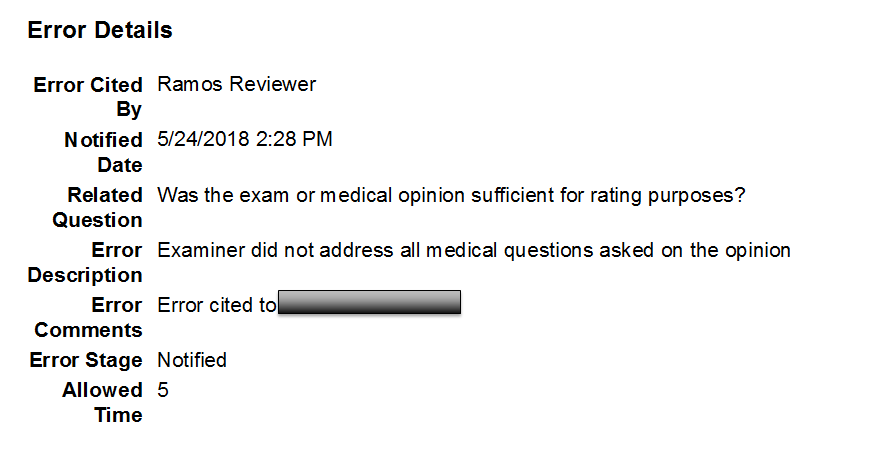 Error Details
Error Cited By Ramos Reviewer
Notified Date 5/24/2018 2:28 PM
Related Question Was the exam or medical opinion sufficient for rating purposes?
Error Description Examiner did not address all medical questions asked on the opinion
Error Comments Error cited to
Error Stage Notified
Allowed Time 5